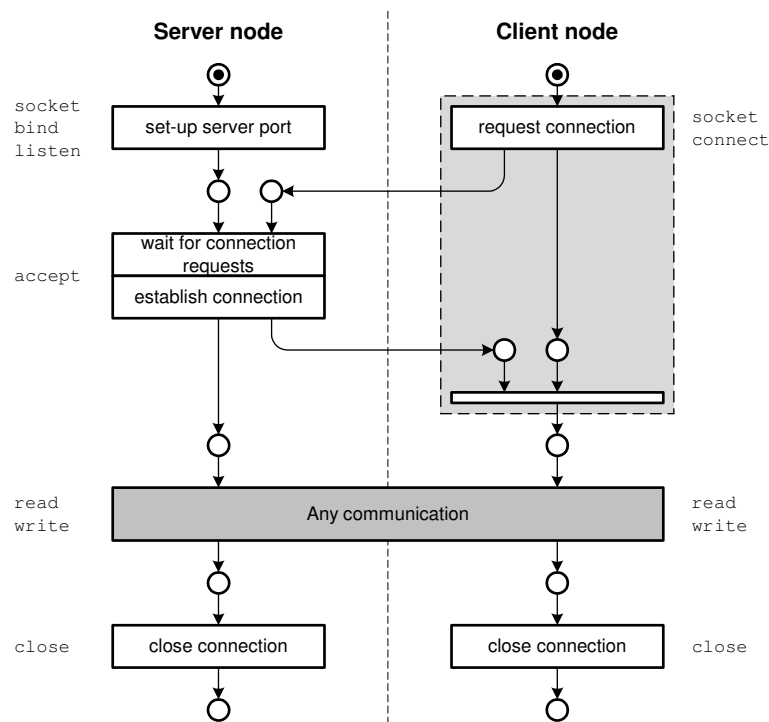 Server node
Client node
socket
bind
listen
set-up server port
request connection
socket
connect
wait for connection
requests
accept
establish connection
read
write
Any communication
read
write
close
close connection
close connection
close